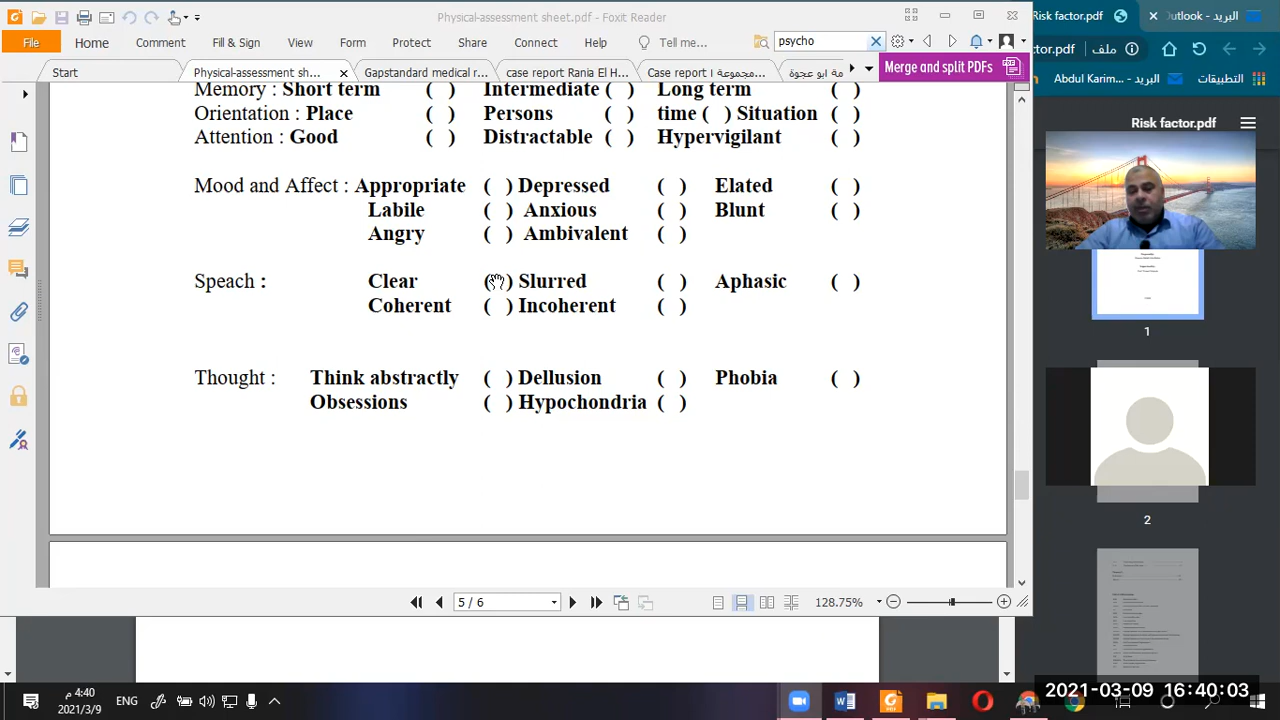 Physical-assessment sheet.pdf - Foxit Reader
File Home Comment Fill & Sign View Form Protect Share Connect Help Tell me... psycho
Start Physical-assessment sh... Gapstandard medical r... case report Rania El H... Case report مجموعة ١ ... مة ابو عجوة Merge and split PDFs
Memory : Short term ( ) Intermediate ( ) Long term ( )
Orientation : Place ( ) Persons ( ) time ( ) Situation ( )
Attention : Good ( ) Distractable ( ) Hypervigilant ( )
Mood and Affect : Appropriate ( ) Depressed ( ) Elated ( )
Labile ( ) Anxious ( ) Blunt ( )
Angry ( ) Ambivalent ( )
Speach : Clear ( ) Slurred ( ) Aphasic ( )
Coherent ( ) Incoherent ( )
Thought : Think abstractly ( ) Dellusion ( ) Phobia ( )
Obsessions ( ) Hypochondria ( )
5 / 6 128.75%
Risk factor.pdf البريد - Outlook
ملف
Abdul Karim... - البريد التطبيقات
Risk factor.pdf
1
2
م 4:40 ENG
2021/3/9
2021-03-09 16:40:03